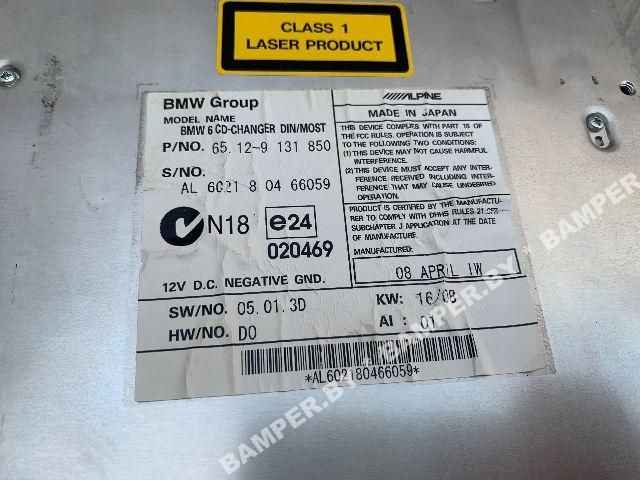 CLASS 1
LASER PRODUCT
BMW Group
MODEL NAME
BMW 6 CD-CHANGER DIN/MOST
P/NO. 65.12-9 131 850
S/NO.
AL 6021 8 04 66059
N18 e24
020469
12V D.C. NEGATIVE GND.
ALPINE
MADE IN JAPAN
THIS DEVICE COMPLIES WITH PART 15 OF
THE FCC RULES. OPERATION IS SUBJECT
TO THE FOLLOWING TWO CONDITIONS:
(1) THIS DEVICE MAY NOT CAUSE HARMFUL
INTERFERENCE.
(2) THIS DEVICE MUST ACCEPT ANY INTER-
FERENCE RECEIVED INCLUDING INTER-
FERENCE THAT MAY CAUSE UNDESIRED
OPERATION.
PRODUCT IS CERTIFIED BY THE MANUFACTU-
RER TO COMPLY WITH DHHS RULES 21 CFR
SUBCHAPTER J APPLICATION AT THE DATE
OF MANUFACTURE.
MANUFACTURED:
08 APRIL 1W
SW/NO. 05.01.3D KW: 16/08
HW/NO. D0 AI : 01
*AL602180466059*
BAMPER.BY
BAMPER.BY
BAMPER.BY
BAMPER.BY